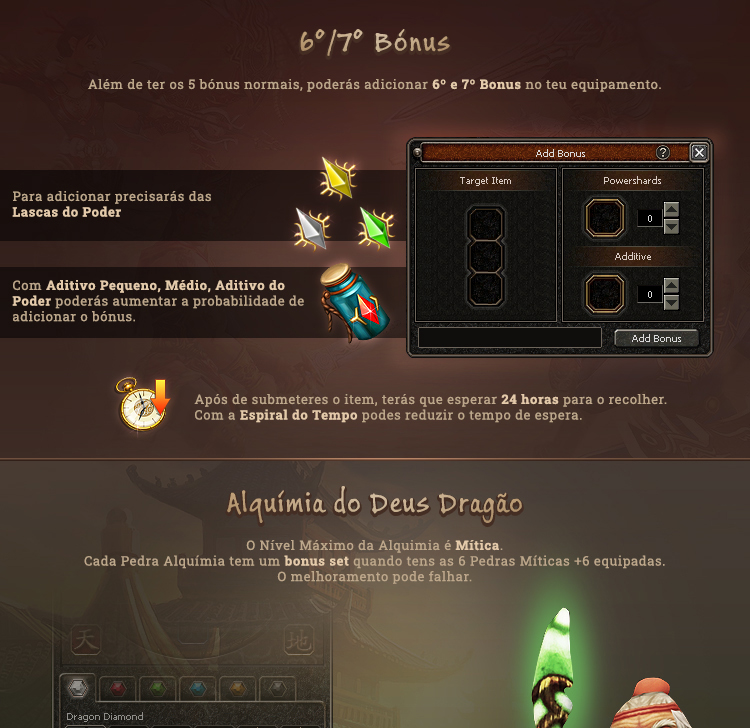 6º/7º Bónus
Além de ter os 5 bónus normais, poderás adicionar 6º e 7º Bonus no teu equipamento.
Add Bonus
?
Target Item
Powershards
0
Additive
0
Add Bonus
Para adicionar precisarás das
Lascas do Poder
Com Aditivo Pequeno, Médio, Aditivo do
Poder poderás aumentar a probabilidade de
adicionar o bónus.
Após de submeteres o item, terás que esperar 24 horas para o recolher.
Com a Espiral do Tempo podes reduzir o tempo de espera.
Alquímia do Deus Dragão
O Nível Máximo da Alquimia é Mítica.
Cada Pedra Alquímia tem um bonus set quando tens as 6 Pedras Míticas +6 equipadas.
O melhoramento pode falhar.
天 一 地
Dragon Diamond